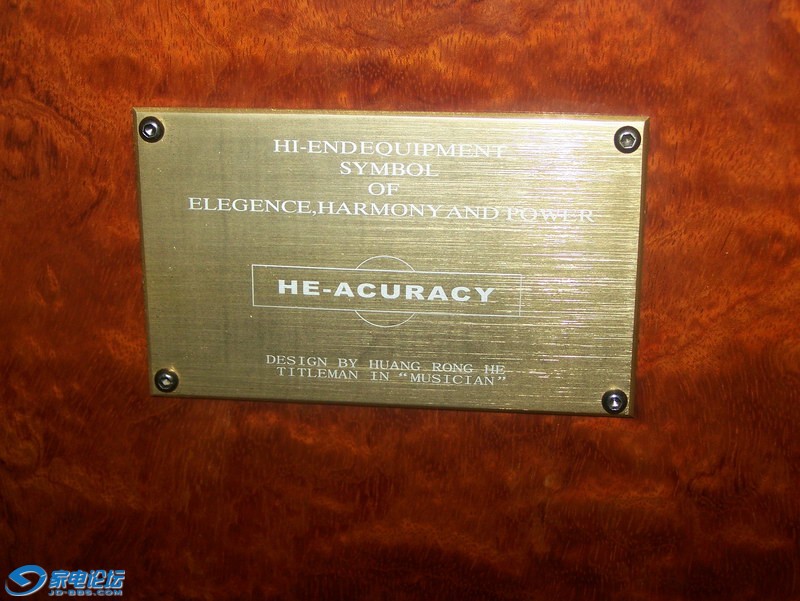 HI-ENDEQUIPMENT
SYMBOL
OF
ELEGENCE,HARMONY AND POWER
HE-ACURACY
DESIGN BY HUANG RONG HE
TITLEMAN IN “MUSICIAN”
家电论坛
JD-BBS.COM